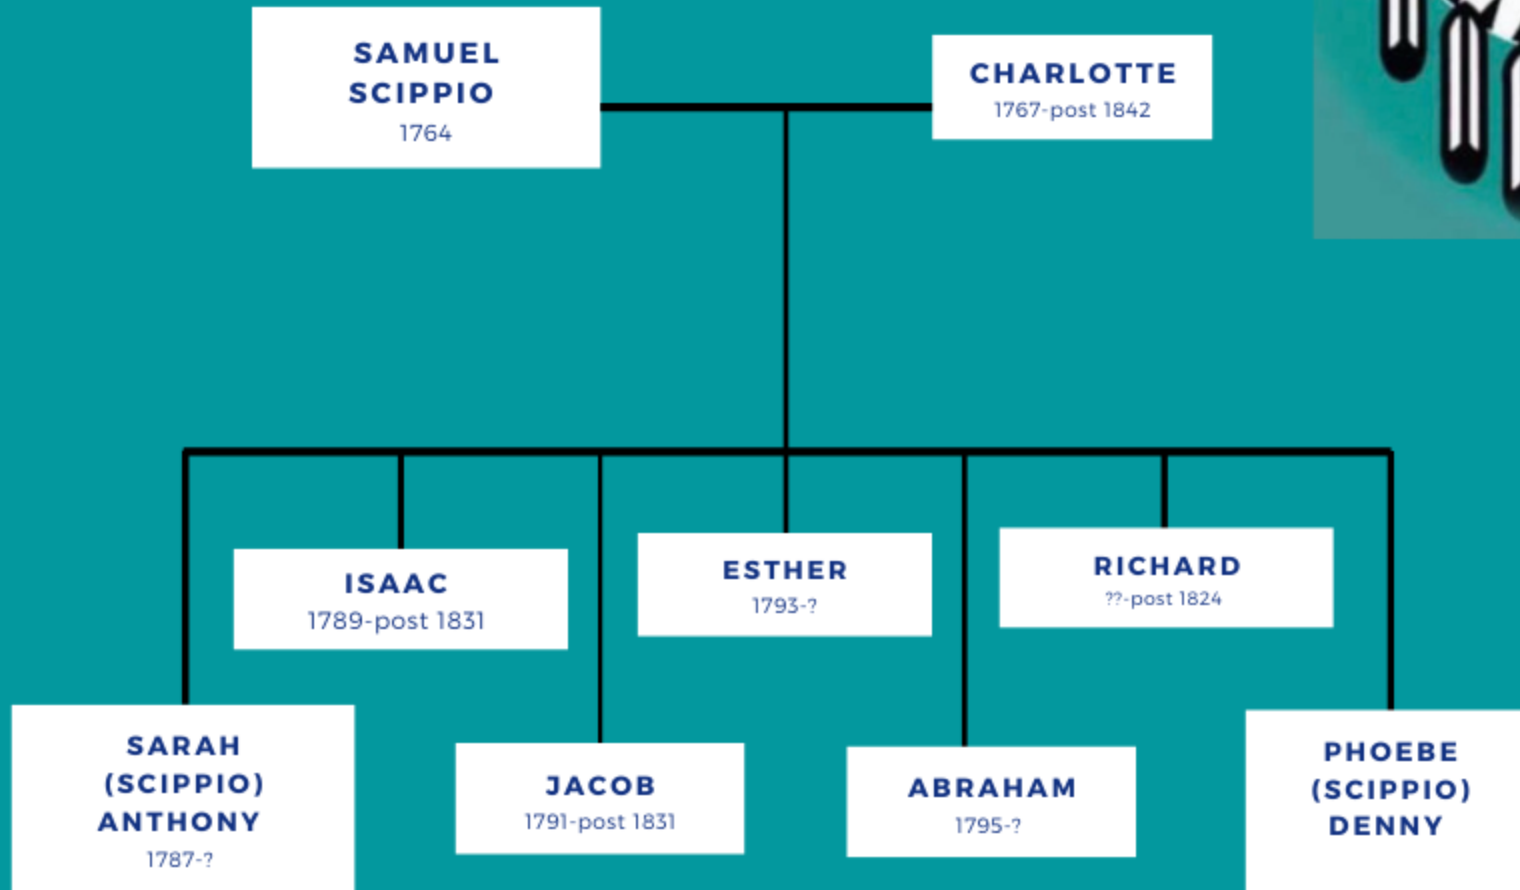 SAMUEL
SCIPPIO
1764
CHARLOTTE
1767-post 1842
ISAAC
1789-post 1831
ESTHER
1793-?
RICHARD
??-post 1824
SARAH
(SCIPPIO)
ANTHONY
1787-?
JACOB
1791-post 1831
ABRAHAM
1795-?
PHOEBE
(SCIPPIO)
DENNY